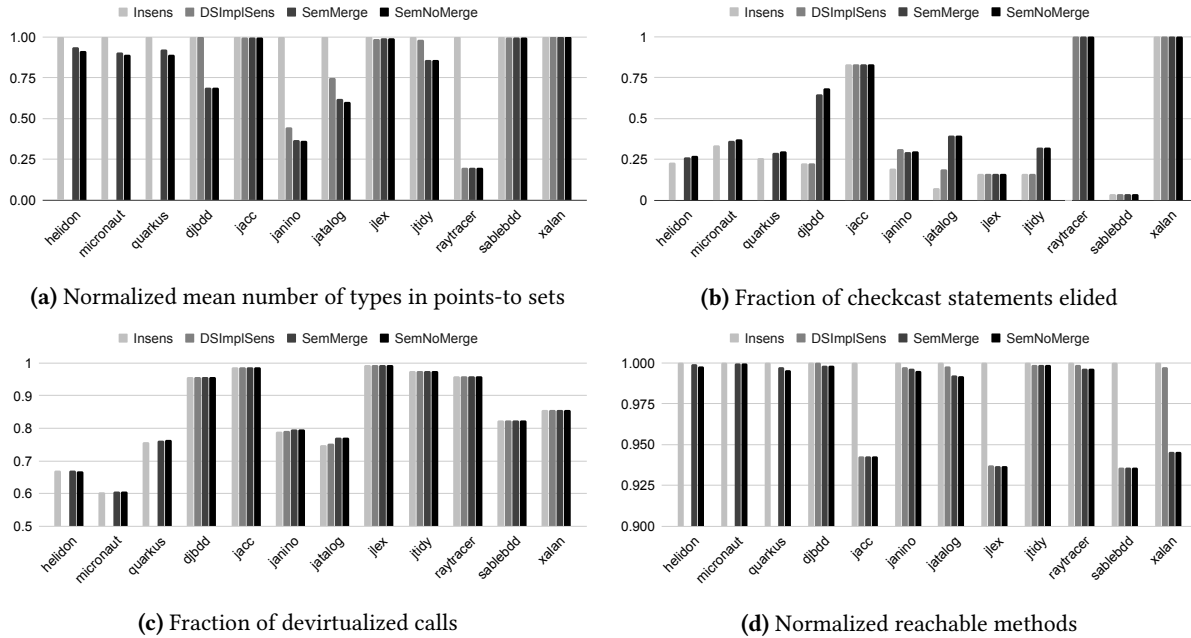 Insens DSImplSens SemMerge SemNoMerge
1.00
0.75
0.50
0.25
0.00
helidon micronaut quarkus djbdd jacc janino jatalog jlex jtidy raytracer sablebdd xalan
(a) Normalized mean number of types in points-to sets
Insens DSImplSens SemMerge SemNoMerge
1
0.75
0.5
0.25
0
helidon micronaut quarkus djbdd jacc janino jatalog jlex jtidy raytracer sablebdd xalan
(b) Fraction of checkcast statements elided
Insens DSImplSens SemMerge SemNoMerge
1
0.9
0.8
0.7
0.6
0.5
helidon micronaut quarkus djbdd jacc janino jatalog jlex jtidy raytracer sablebdd xalan
(c) Fraction of devirtualized calls
Insens DSImplSens SemMerge SemNoMerge
1.000
0.975
0.950
0.925
0.900
helidon micronaut quarkus djbdd jacc janino jatalog jlex jtidy raytracer sablebdd xalan
(d) Normalized reachable methods